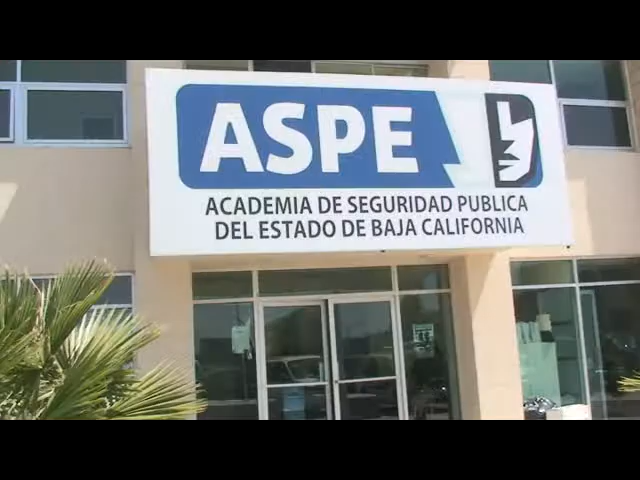 ASPE
ACADEMIA DE SEGURIDAD PUBLICA
DEL ESTADO DE BAJA CALIFORNIA